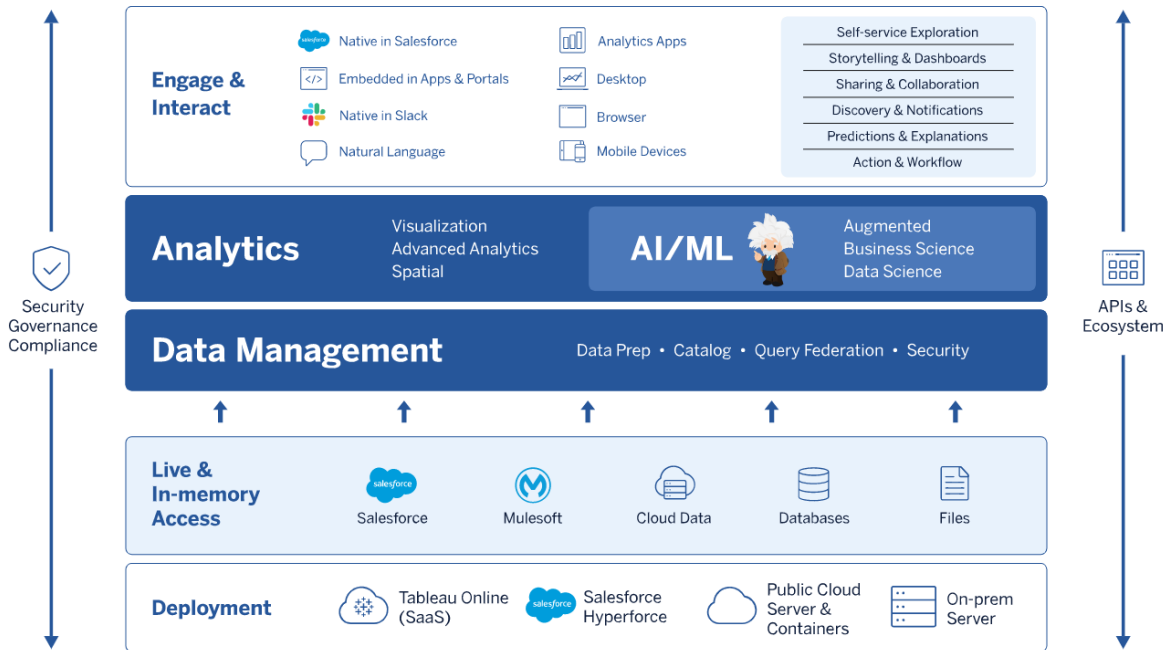 Engage &
Interact
salesforce
Native in Salesforce
</>
Embedded in Apps & Portals
Native in Slack
Natural Language
Analytics Apps
Desktop
Browser
Mobile Devices
Self-service Exploration
Storytelling & Dashboards
Sharing & Collaboration
Discovery & Notifications
Predictions & Explanations
Action & Workflow
Analytics
Visualization
Advanced Analytics
Spatial
AI/ML
Augmented
Business Science
Data Science
Security
Governance
Compliance
APIs &
Ecosystem
Data Management
Data Prep • Catalog • Query Federation • Security
Live &
In-memory
Access
salesforce
Salesforce
Mulesoft
Cloud Data
Databases
Files
Deployment
Tableau Online
(SaaS)
salesforce
Salesforce
Hyperforce
Public Cloud
Server &
Containers
On-prem
Server